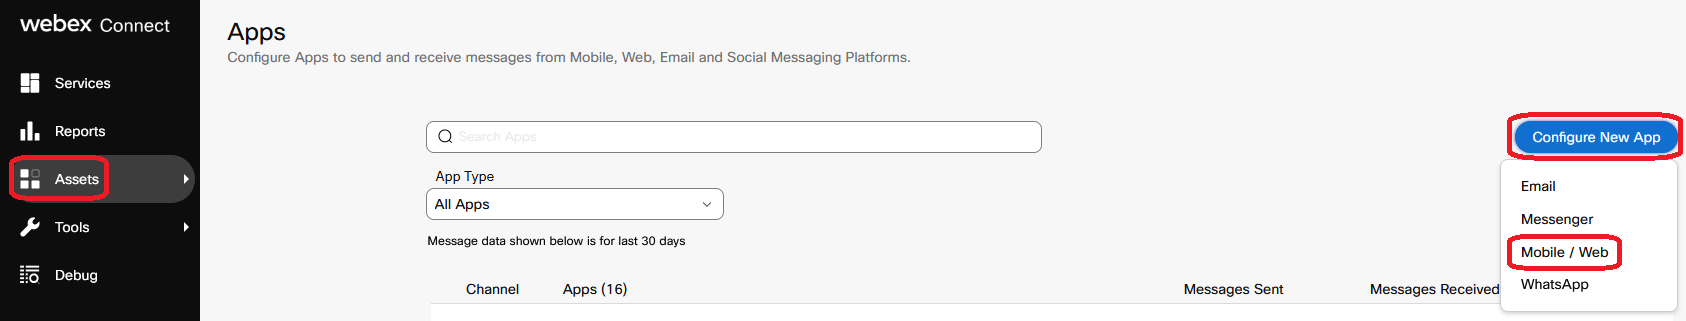 webex Connect
Services
Reports
Assets
Tools
Debug
Apps
Configure Apps to send and receive messages from Mobile, Web, Email and Social Messaging Platforms.
Search Apps
Configure New App
Email
Messenger
Mobile / Web
WhatsApp
App Type
All Apps
Message data shown below is for last 30 days
Channel Apps (16) Messages Sent Messages Received